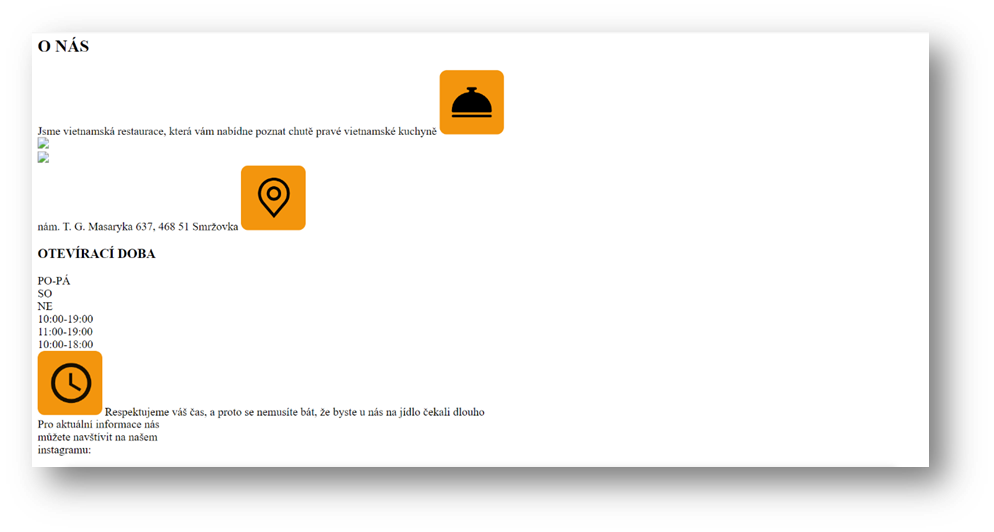 O NÁS
Jsme vietnamská restaurace, která vám nabídne poznat chutě pravé vietnamské kuchyně
nám. T. G. Masaryka 637, 468 51 Smržovka
OTEVÍRACÍ DOBA
PO-PÁ
SO
NE
10:00-19:00
11:00-19:00
10:00-18:00
Respektujeme váš čas, a proto se nemusíte bát, že byste u nás na jídlo čekali dlouho
Pro aktuální informace nás
můžete navštívit na našem
instagramu: